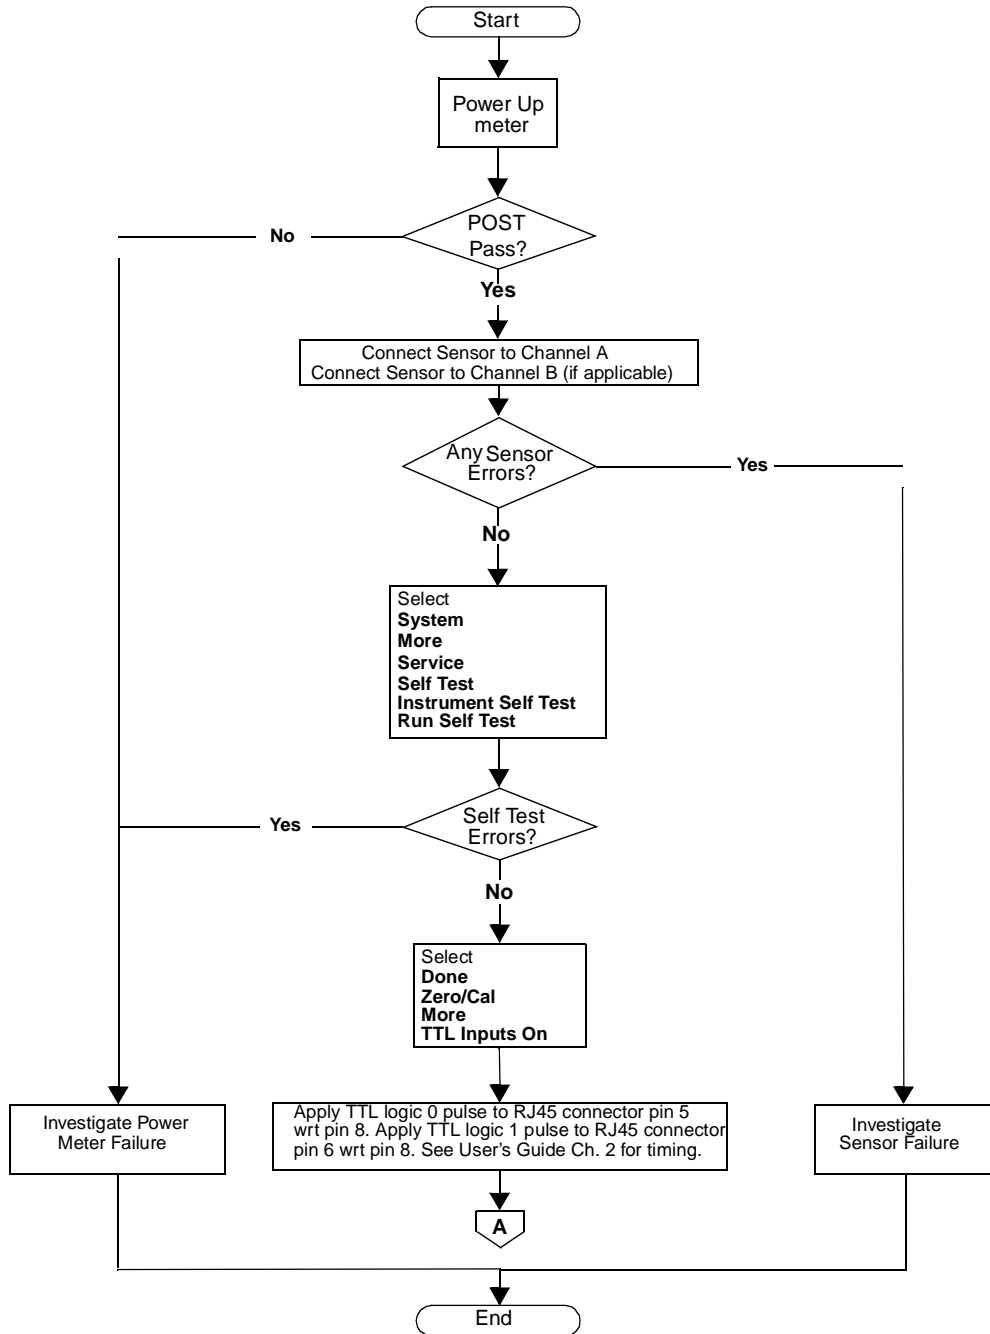 Start
Power Up
meter
POST
Pass?
No
Yes
Connect Sensor to Channel A
Connect Sensor to Channel B (if applicable)
Any Sensor
Errors?
Yes
No
Select
System
More
Service
Self Test
Instrument Self Test
Run Self Test
Self Test
Errors?
Yes
No
Select
Done
Zero/Cal
More
TTL Inputs On
Investigate Power
Meter Failure
Apply TTL logic 0 pulse to RJ45 connector pin 5
wrt pin 8. Apply TTL logic 1 pulse to RJ45 connector
pin 6 wrt pin 8. See User's Guide Ch. 2 for timing.
Investigate
Sensor Failure
A
End